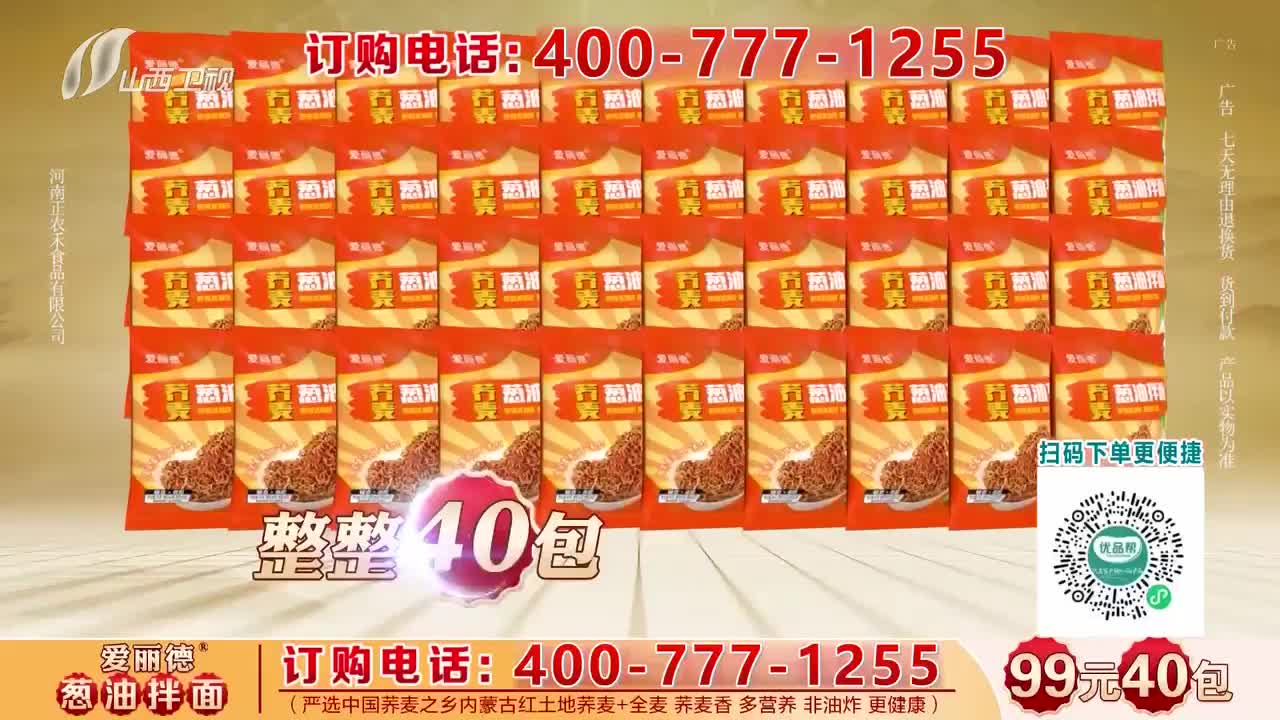 山西卫视
订购电话：400-777-1255
广告
广告 七天无理由退换货 货到付款 产品以实物为准
河南正农禾食品有限公司
爱丽德
荞麦
葱油拌
整整40包
扫码下单更便捷
优品帮
爱丽德®
葱油拌面
订购电话：400-777-1255
（严选中国荞麦之乡内蒙古红土地荞麦+全麦 荞麦香 多营养 非油炸 更健康）
99元40包